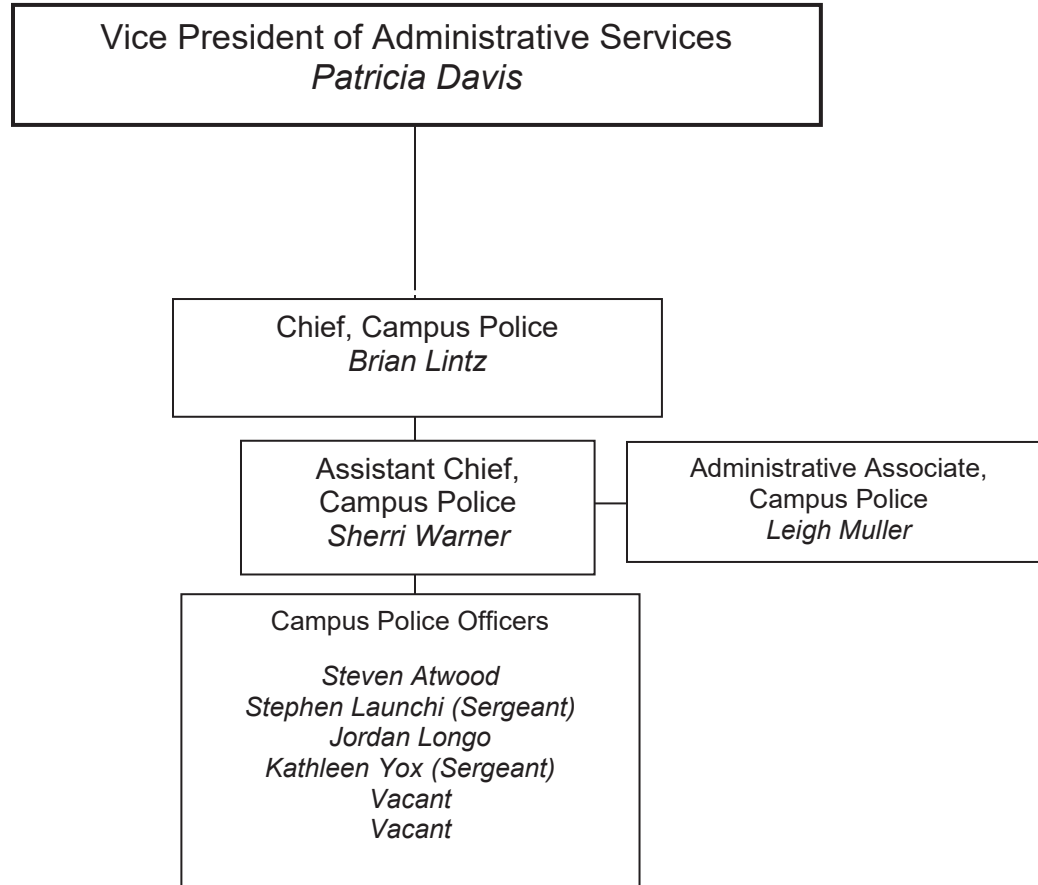 Vice President of Administrative Services
Patricia Davis
Chief, Campus Police
Brian Lintz
Assistant Chief,
Campus Police
Sherri Warner
Administrative Associate,
Campus Police
Leigh Muller
Campus Police Officers
Steven Atwood
Stephen Launchi (Sergeant)
Jordan Longo
Kathleen Yox (Sergeant)
Vacant
Vacant